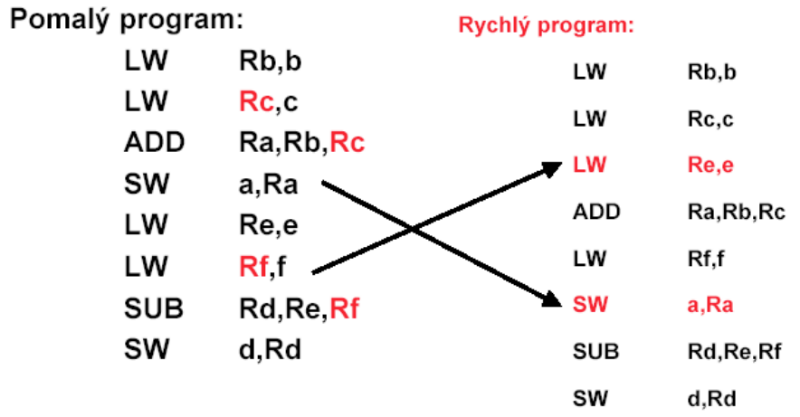 Pomalý program:
LW Rb,b
LW Rc,c
ADD Ra,Rb,Rc
SW a,Ra
LW Re,e
LW Rf,f
SUB Rd,Re,Rf
SW d,Rd
Rychlý program:
LW Rb,b
LW Rc,c
LW Re,e
ADD Ra,Rb,Rc
LW Rf,f
SW a,Ra
SUB Rd,Re,Rf
SW d,Rd